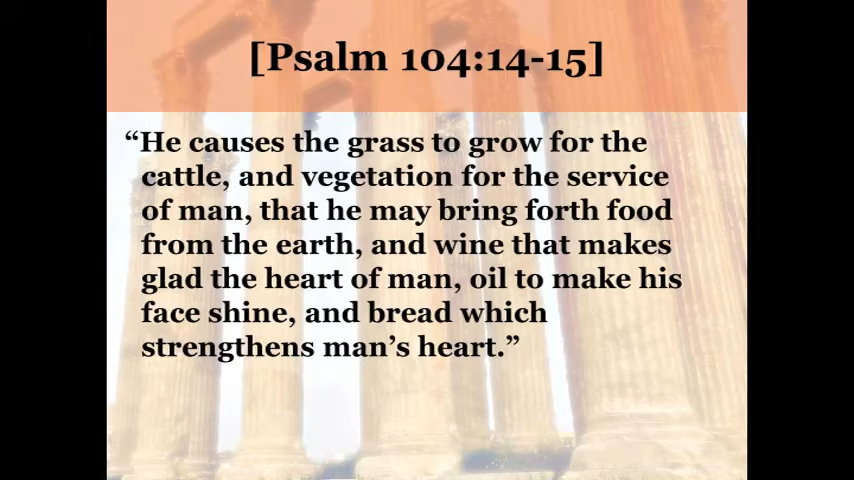 [Psalm 104:14-15]
“He causes the grass to grow for the
cattle, and vegetation for the service
of man, that he may bring forth food
from the earth, and wine that makes
glad the heart of man, oil to make his
face shine, and bread which
strengthens man’s heart.”